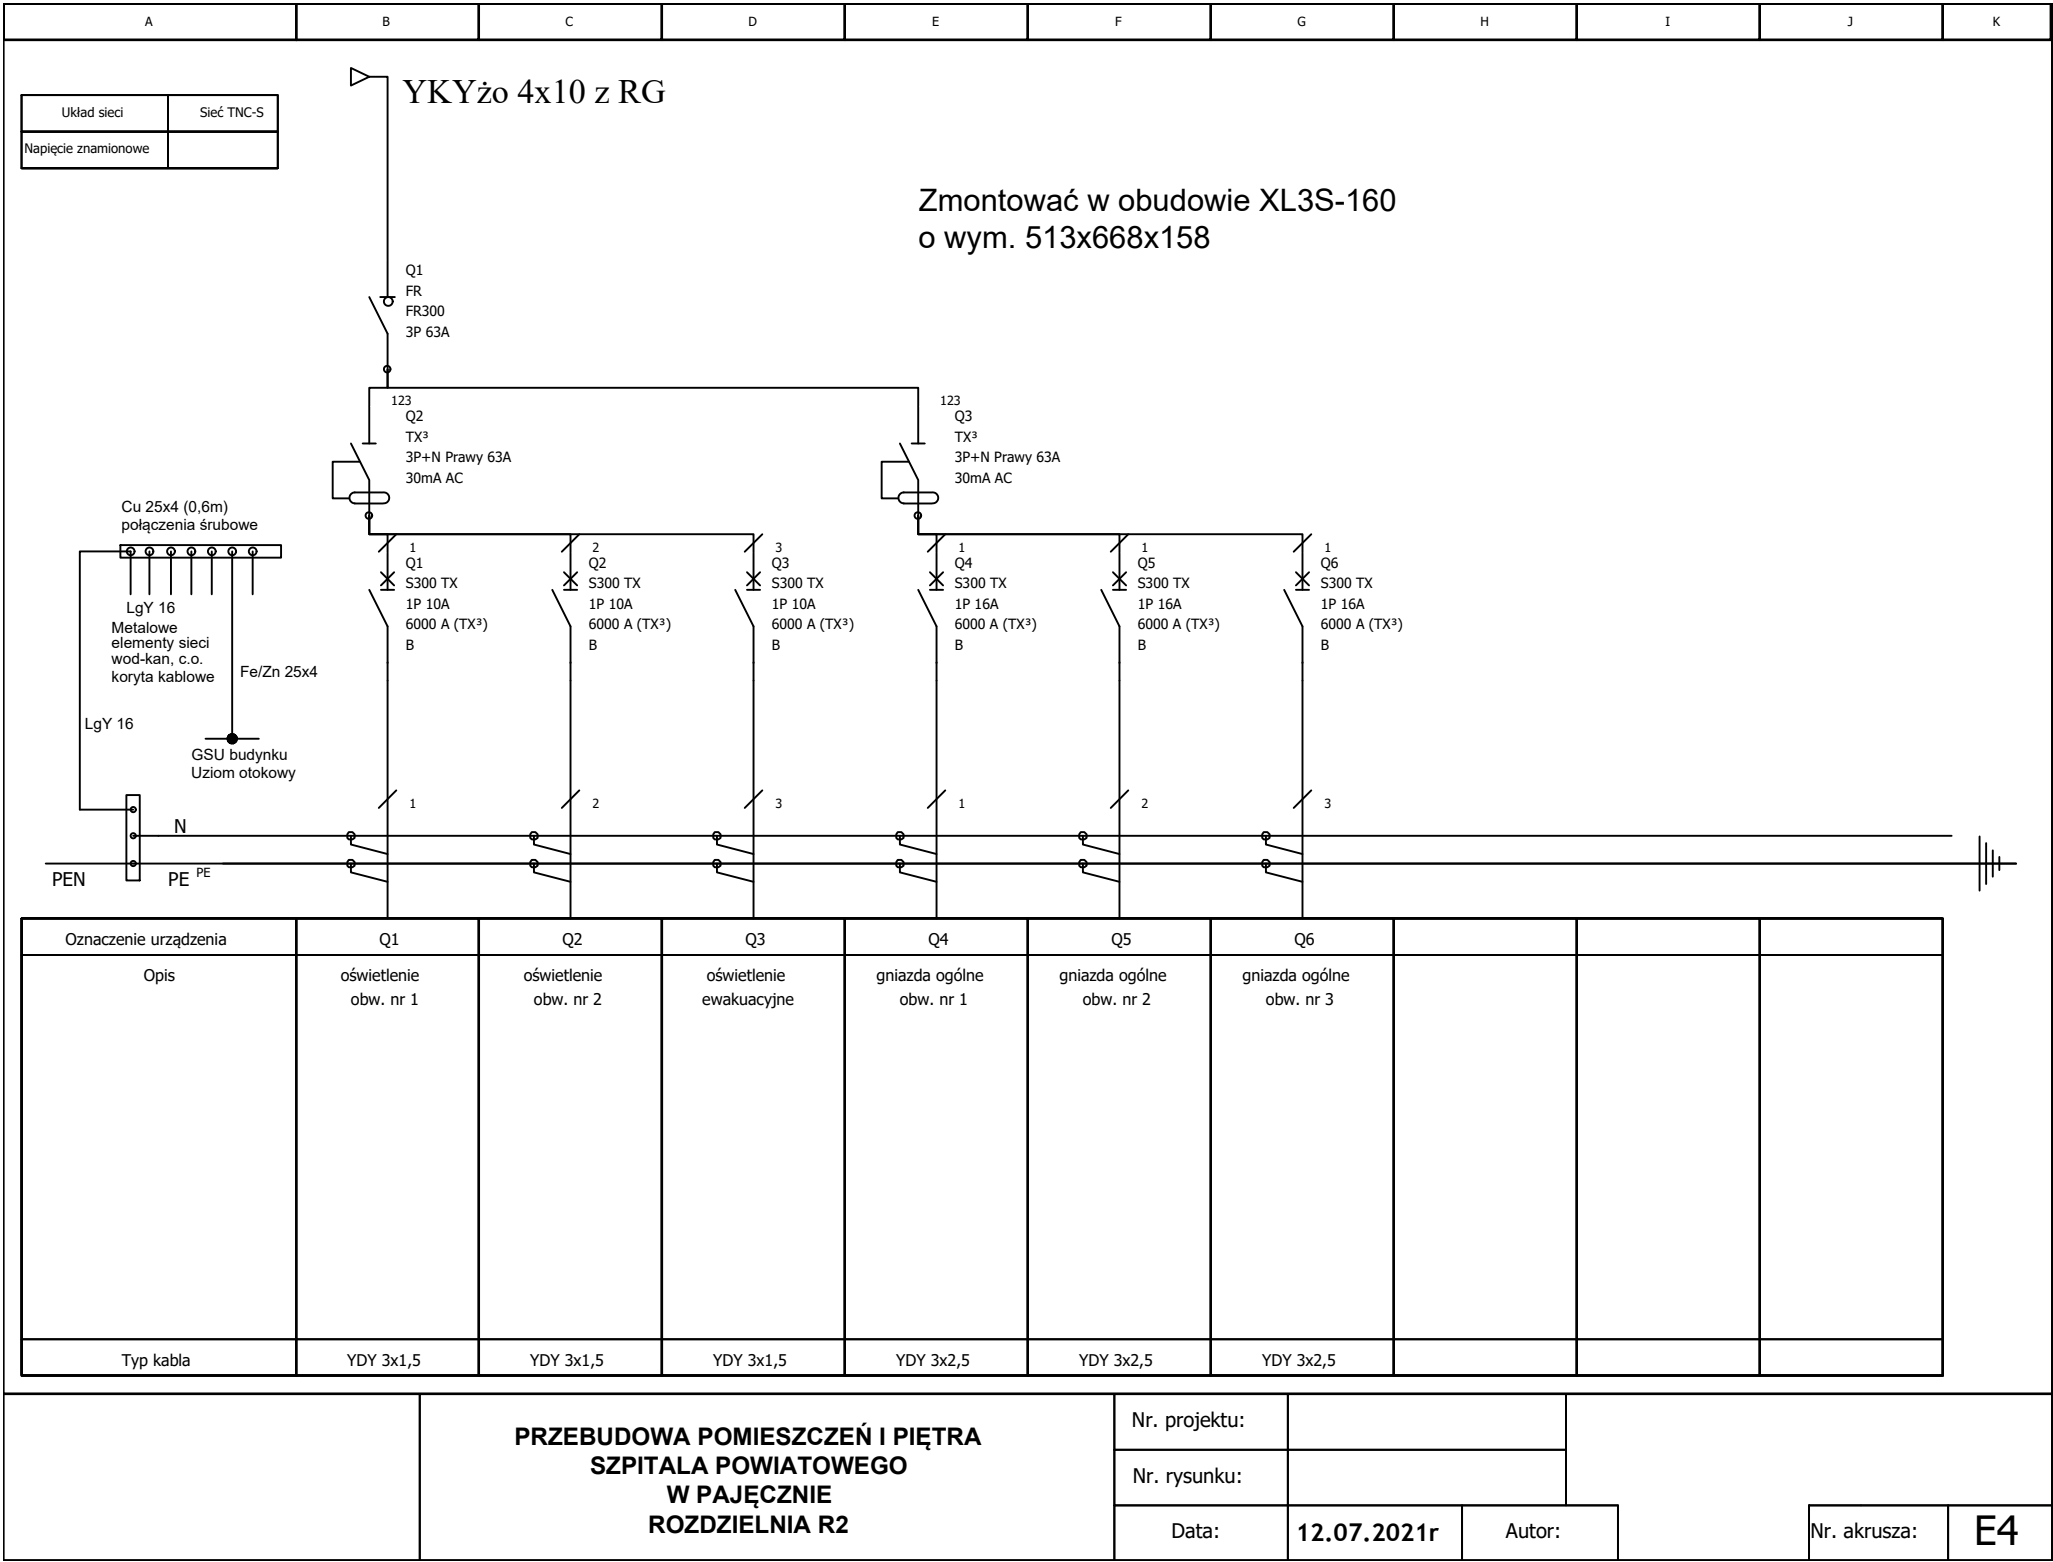 A B C D E F G H I J K
YKYżo 4x10 z RG
Układ sieci Sieć TNC-S
Napięcie znamionowe
Zmontować w obudowie XL3S-160
o wym. 513x668x158
Q1
FR
FR300
3P 63A
123
Q2
TX³
3P+N Prawy 63A
30mA AC
123
Q3
TX³
3P+N Prawy 63A
30mA AC
Cu 25x4 (0,6m)
połączenia śrubowe
LgY 16
Metalowe
elementy sieci
wod-kan, c.o.
koryta kablowe
Fe/Zn 25x4
LgY 16
GSU budynku
Uziom otokowy
1
Q1
S300 TX
1P 10A
6000 A (TX³)
B
2
Q2
S300 TX
1P 10A
6000 A (TX³)
B
3
Q3
S300 TX
1P 10A
6000 A (TX³)
B
1
Q4
S300 TX
1P 16A
6000 A (TX³)
B
1
Q5
S300 TX
1P 16A
6000 A (TX³)
B
1
Q6
S300 TX
1P 16A
6000 A (TX³)
B
1 2 3 1 2 3
N
PEN PE PE
Oznaczenie urządzenia Q1 Q2 Q3 Q4 Q5 Q6
Opis
oświetlenie
obw. nr 1
oświetlenie
obw. nr 2
oświetlenie
ewakuacyjne
gniazda ogólne
obw. nr 1
gniazda ogólne
obw. nr 2
gniazda ogólne
obw. nr 3
Typ kabla YDY 3x1,5 YDY 3x1,5 YDY 3x1,5 YDY 3x2,5 YDY 3x2,5 YDY 3x2,5
PRZEBUDOWA POMIESZCZEŃ I PIĘTRA
SZPITALA POWIATOWEGO
W PAJĘCZNIE
ROZDZIELNIA R2
Nr. projektu:
Nr. rysunku:
Data: 12.07.2021r Autor: Nr. akrusza: E4